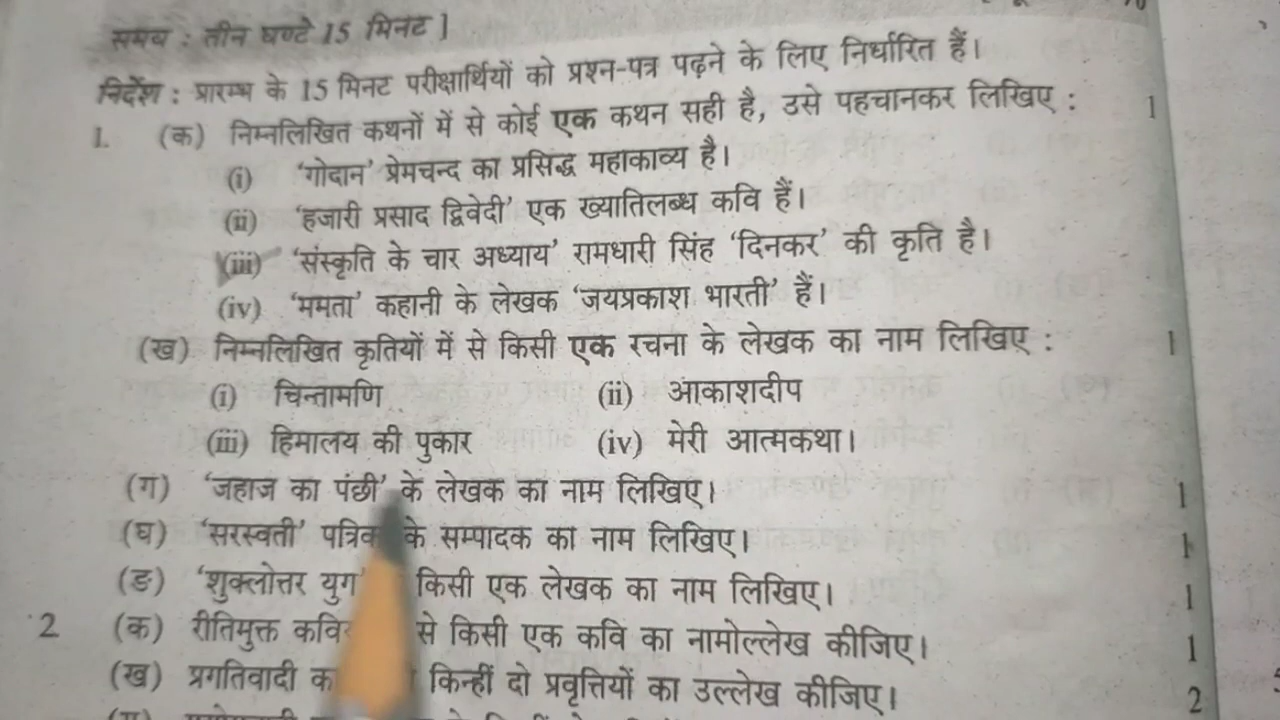 समय : तीन घण्टे 15 मिनट ]
निर्देश : प्रारम्भ के 15 मिनट परीक्षार्थियों को प्रश्न-पत्र पढ़ने के लिए निर्धारित हैं।
1. (क) निम्नलिखित कथनों में से कोई एक कथन सही है, उसे पहचानकर लिखिए : 1
(i) 'गोदान' प्रेमचन्द का प्रसिद्ध महाकाव्य है।
(ii) 'हजारी प्रसाद द्विवेदी' एक ख्यातिलब्ध कवि हैं।
(iii) 'संस्कृति के चार अध्याय' रामधारी सिंह 'दिनकर' की कृति है।
(iv) 'ममता' कहानी के लेखक 'जयप्रकाश भारती' हैं।
(ख) निम्नलिखित कृतियों में से किसी एक रचना के लेखक का नाम लिखिए : 1
(i) चिन्तामणि (ii) आकाशदीप
(iii) हिमालय की पुकार (iv) मेरी आत्मकथा।
(ग) 'जहाज का पंछी' के लेखक का नाम लिखिए। 1
(घ) 'सरस्वती' के सम्पादक का नाम लिखिए। 1
(ङ) 'शुक्लोत्तर युग' किसी एक लेखक का नाम लिखिए। 1
2 (क) रीतिमुक्त से किसी एक कवि का नामोल्लेख कीजिए। 1
(ख) प्रगतिवादी किन्हीं दो प्रवृत्तियों का उल्लेख कीजिए। 2